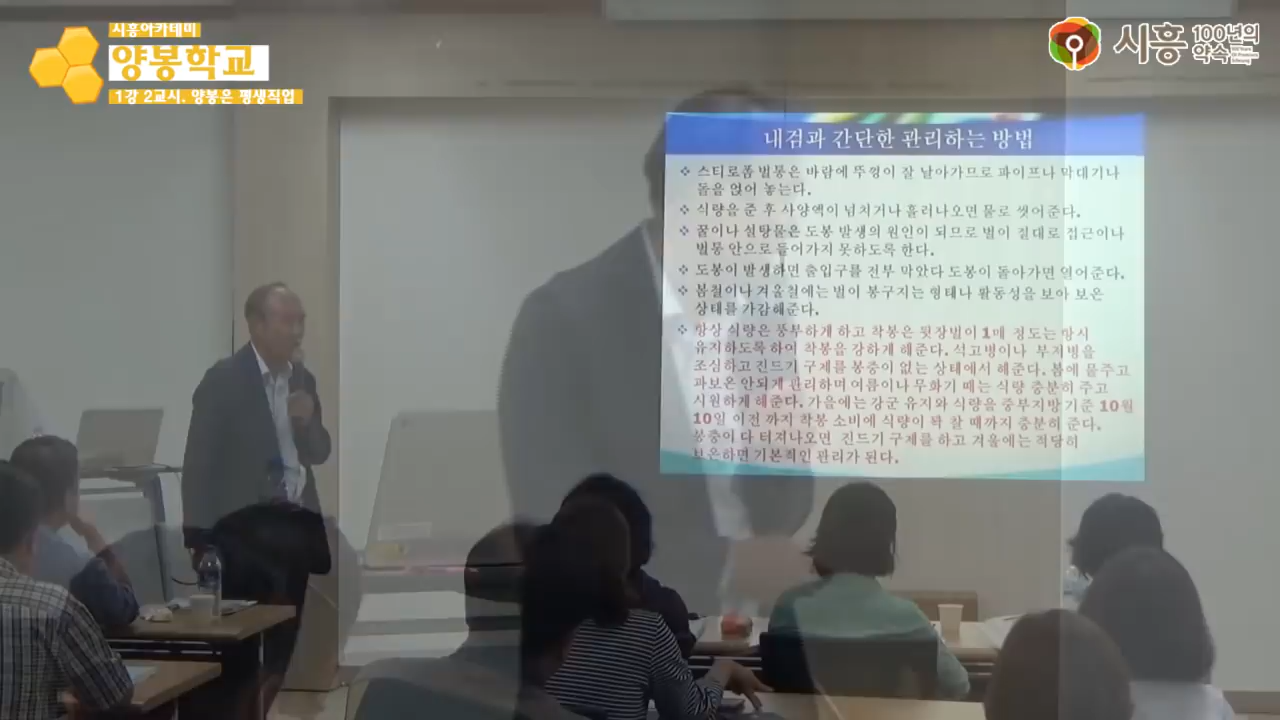 시흥아카데미
양봉학교
1강 2교시. 양봉은 평생직업
시흥 100년의 약속
내검과 간단한 관리하는 방법
❖ 스티로폼 벌통은 바람에 뚜껑이 잘 날아가므로 파이프나 막대기나
돌을 얹어 놓는다.
❖ 식량을 준 후 사양액이 넘치거나 흘러나오면 물로 씻어준다.
❖ 꿀이나 설탕물은 도봉 발생의 원인이 되므로 벌이 절대로 접근이나
벌통 안으로 들어가지 못하도록 한다.
❖ 도봉이 발생하면 출입구를 전부 막았다 도봉이 돌아가면 열어준다.
❖ 봄철이나 겨울철에는 벌이 봉구지는 형태나 활동성을 보아 보온
상태를 가감해준다.
❖ 항상 식량은 풍부하게 하고 착봉은 뒷장벌이 1매 정도는 항시
유지하도록 하여 착봉을 강하게 해준다. 석고병이나 부저병을
조심하고 진드기 구제를 봉충이 없는 상태에서 해준다. 봄에 물주고
과보온 안되게 관리하며 여름이나 무화기 때는 식량 충분히 주고
시원하게 해준다. 가을에는 강군 유지와 식량을 중부지방기준 10월
10일 이전 까지 착봉 소비에 식량이 꽉 찰 때까지 충분히 준다.
봉충이 다 터져나오면 진드기 구제를 하고 겨울에는 적당히
보온하면 기본적인 관리가 된다.